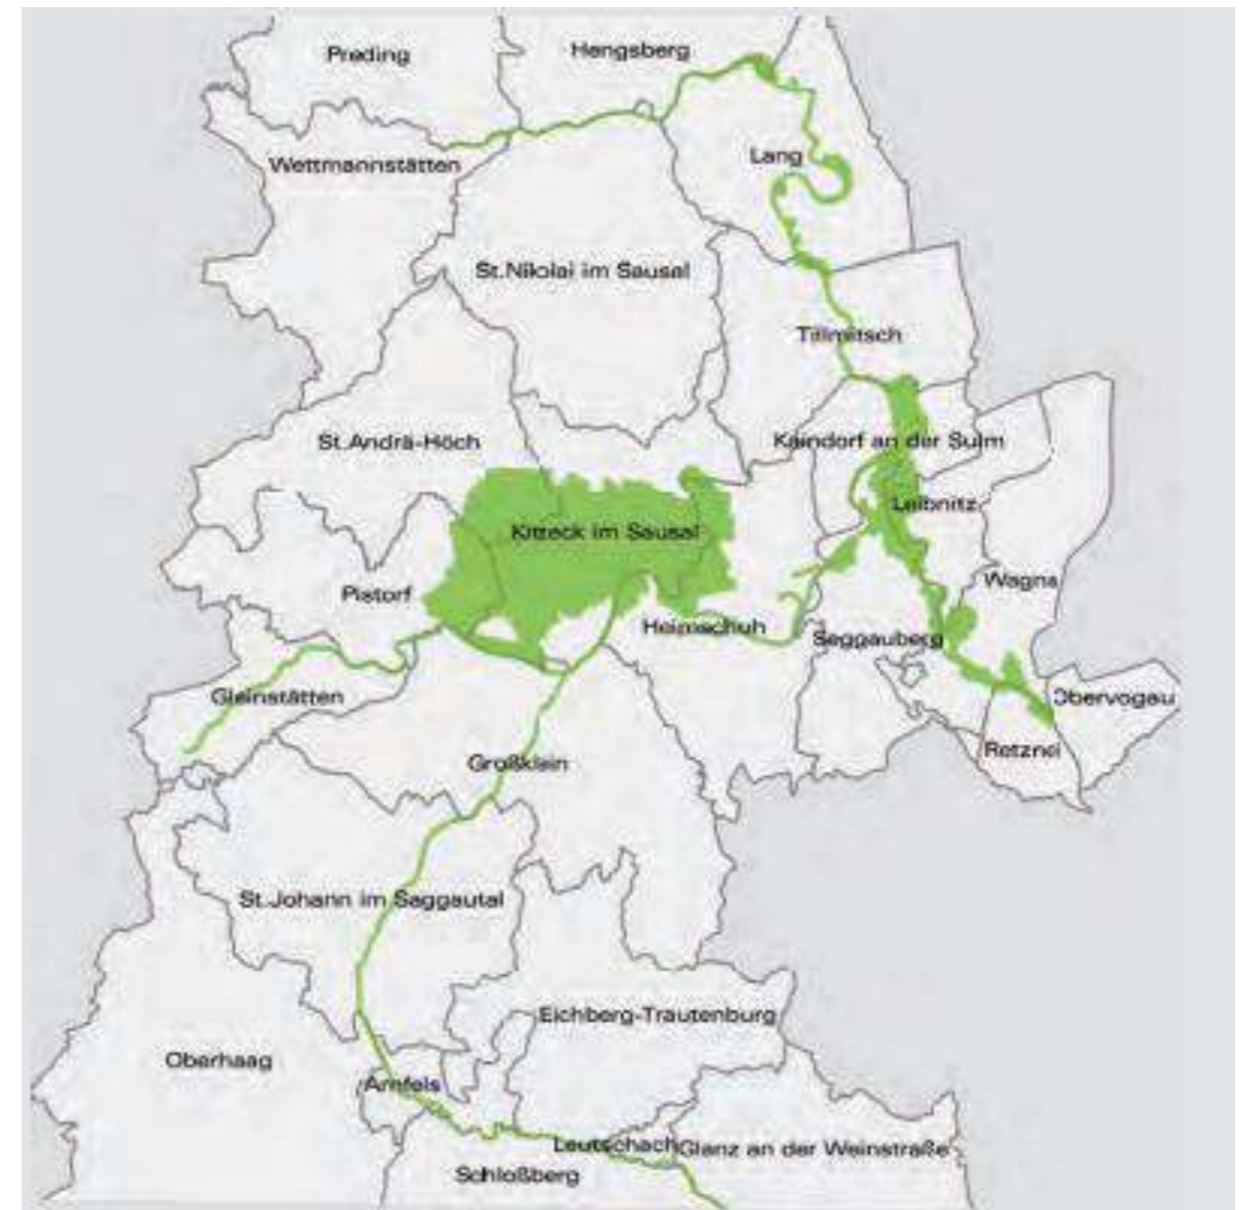 Preding
Hengsberg
Lang
Wettmannstätten
St.Nikolai im Sausal
Tillmitsch
St.Andrä-Höch
Kaindorf an der Sulm
Leibnitz
Kitzeck im Sausal
Wagna
Pistorf
Heimschuh
Seggauberg
Gleinstätten
Obervogau
Retznei
Großklein
St.Johann im Saggautal
Eichberg-Trautenburg
Oberhaag
Arnfels
Leutschach
Glanz an der Weinstraße
Schloßberg